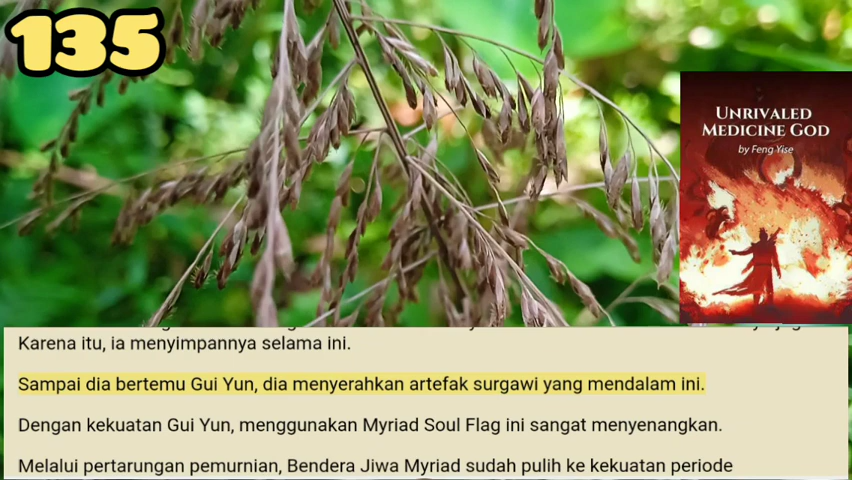 135
UNRIVALED
MEDICINE GOD
by Feng Yise
Karena itu, ia menyimpannya selama ini.
Sampai dia bertemu Gui Yun, dia menyerahkan artefak surgawi yang mendalam ini.
Dengan kekuatan Gui Yun, menggunakan Myriad Soul Flag ini sangat menyenangkan.
Melalui pertarungan pemurnian, Bendera Jiwa Myriad sudah pulih ke kekuatan periode